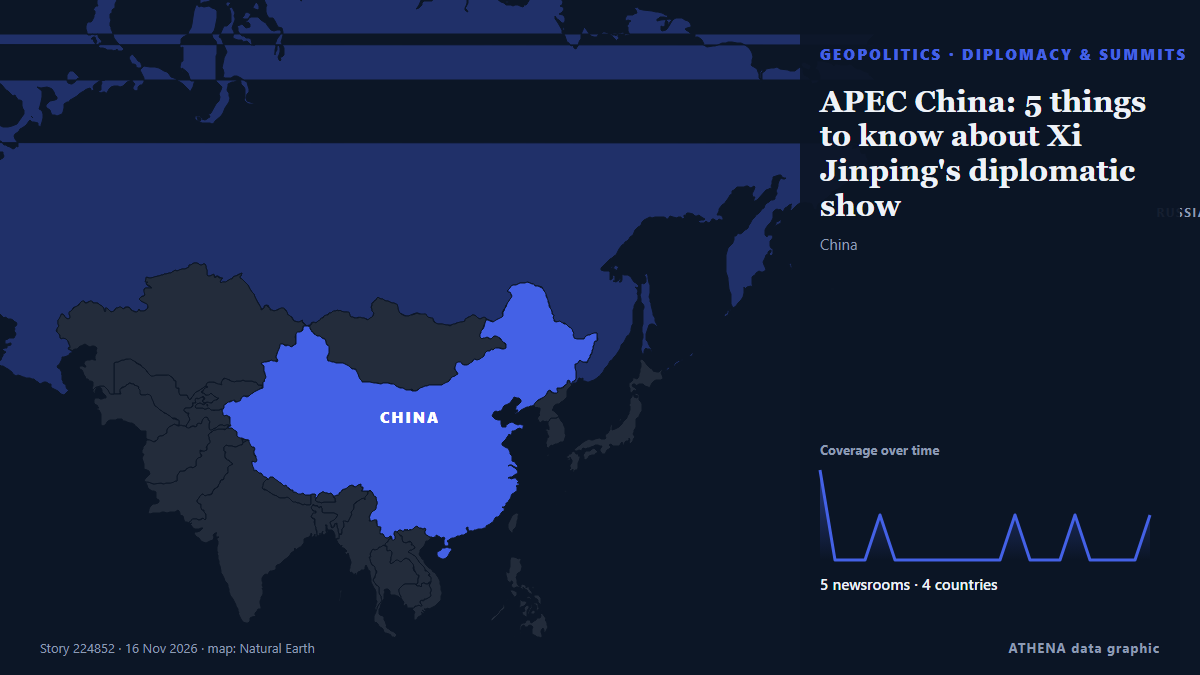 GEOPOLITICS · DIPLOMACY & SUMMITS
APEC China: 5 things
to know about Xi
Jinping's diplomatic
show
China
RUSSIA
CHINA
Coverage over time
5 newsrooms · 4 countries
Story 224852 · 16 Nov 2026 · map: Natural Earth
ATHENA data graphic